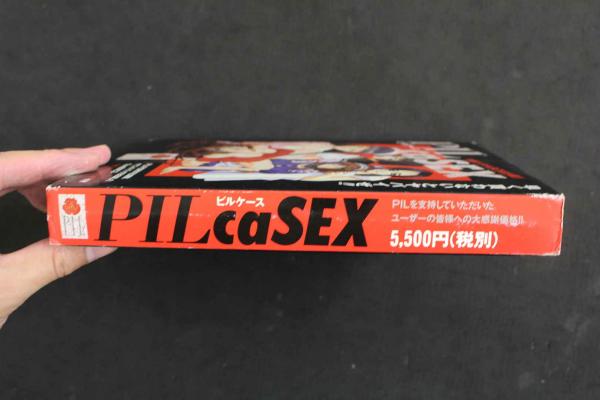 PIL
ピルケース
PILcaSEX
PILを支持していただいた
ユーザーの皆様への大感謝価格!!
5,500円(税別)